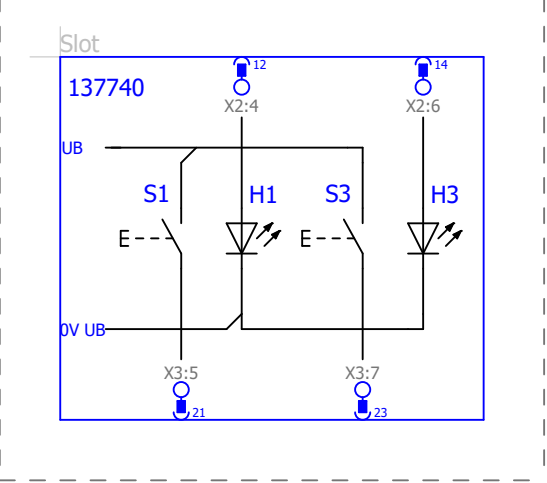 Slot
12
14
137740
X2:4
X2:6
UB
S1
H1
S3
H3
E
E
0V UB
X3:5
X3:7
21
23